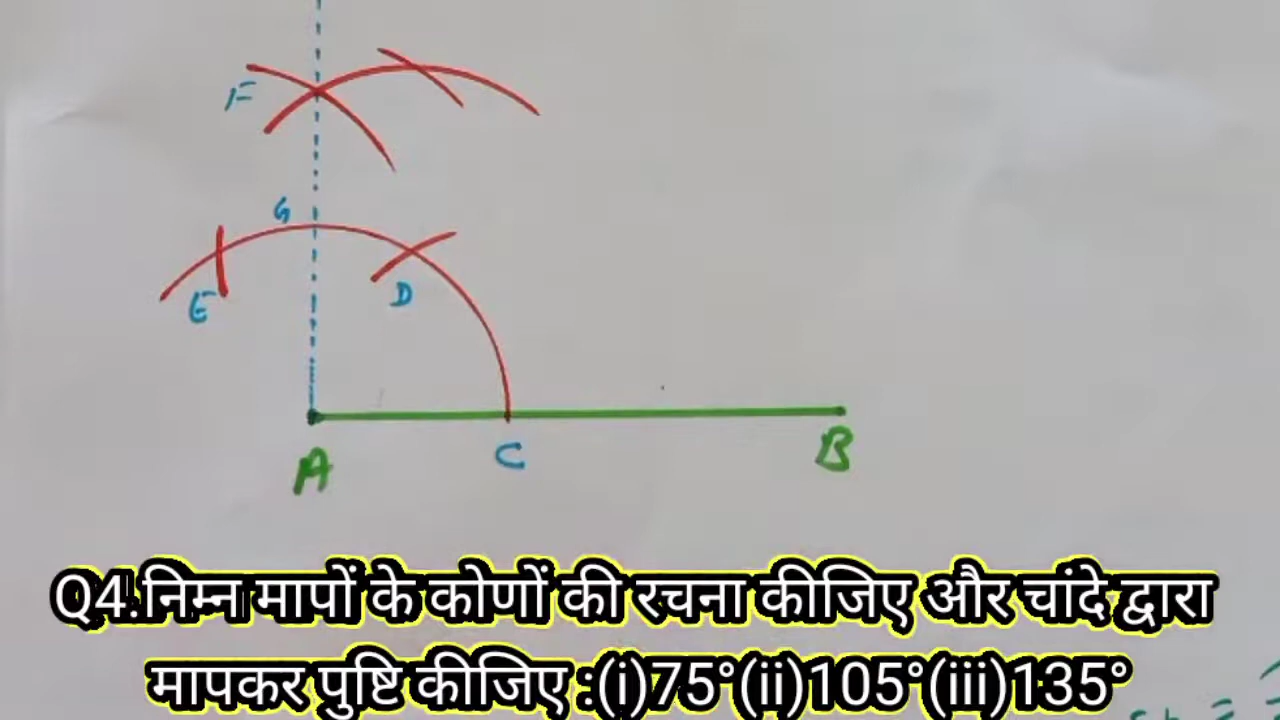 F
G
E
D
A
C
B
Q4.निम्न मापों के कोणों की रचना कीजिए और चांदे द्वारा
मापकर पुष्टि कीजिए :(i)75°(ii)105°(iii)135°